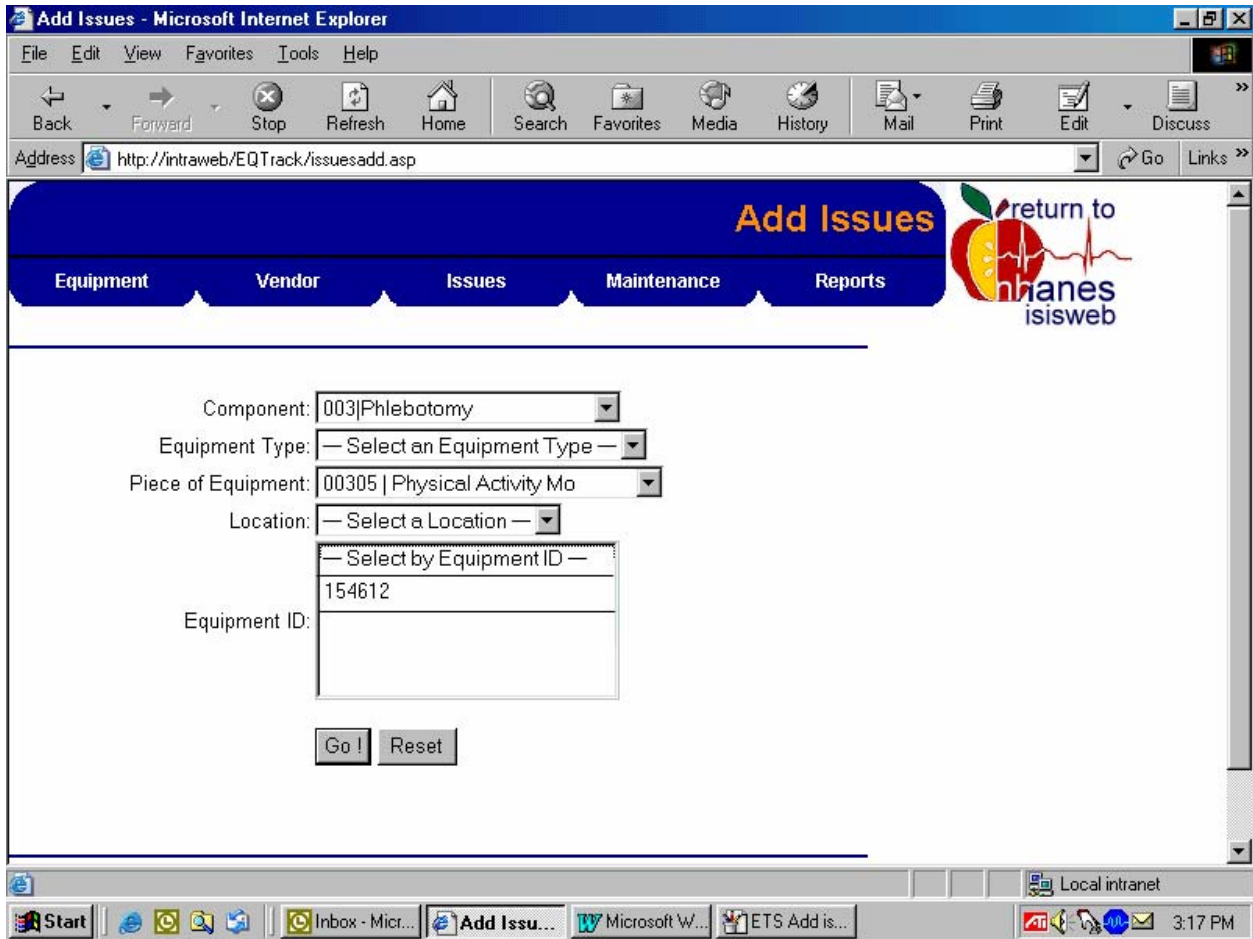 Add Issues - Microsoft Internet Explorer
File Edit View Favorites Tools Help
Back Forward Stop Refresh Home Search Favorites Media History Mail Print Edit Discuss »
Address http://intraweb/EQTrack/issuesadd.asp Go Links »
Add Issues
return to
nhanes
isisweb
Equipment Vendor Issues Maintenance Reports
Component: 003|Phlebotomy
Equipment Type: — Select an Equipment Type —
Piece of Equipment: 00305 | Physical Activity Mo
Location: — Select a Location —
— Select by Equipment ID —
154612
Equipment ID:
Go ! Reset
Local intranet
Start Inbox - Micr... Add Issu... Microsoft W... ETS Add is... ATI 3:17 PM